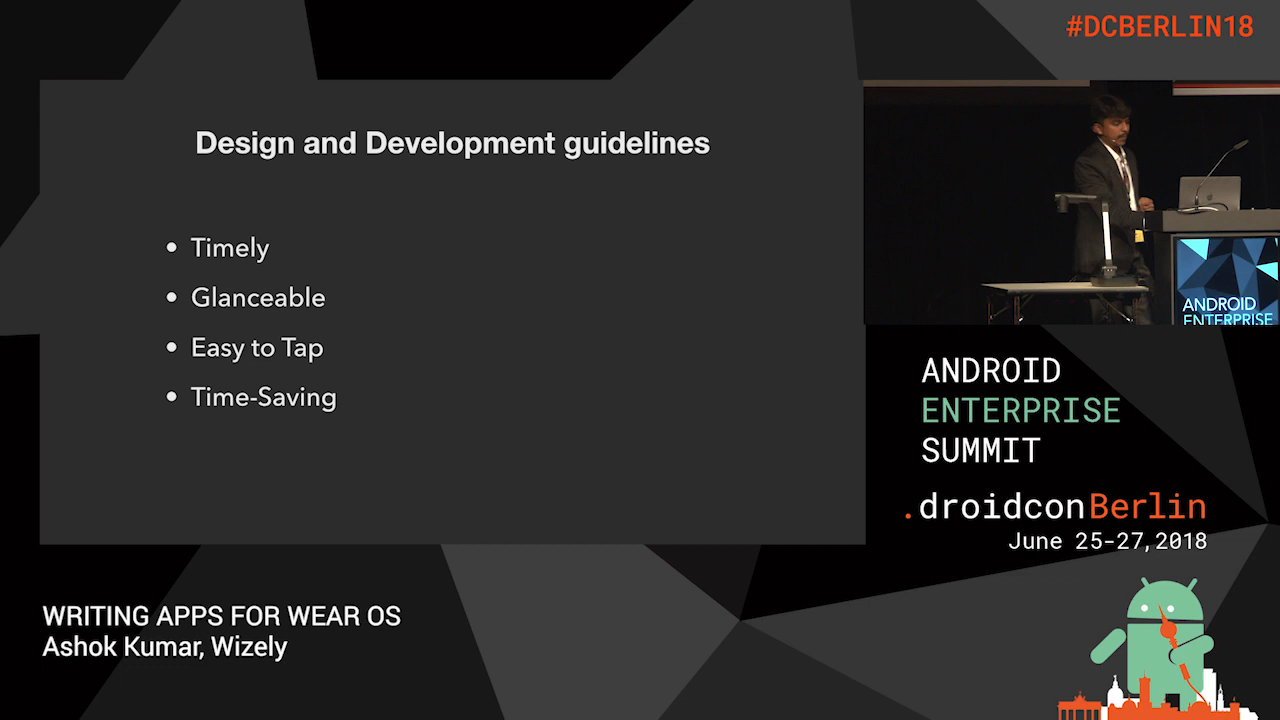 #DCBERLIN18
Design and Development guidelines
• Timely
• Glanceable
• Easy to Tap
• Time-Saving
ANDROID
ENTERPRISE
ANDROID
ENTERPRISE
SUMMIT
.droidconBerlin
June 25-27,2018
WRITING APPS FOR WEAR OS
Ashok Kumar, Wizely